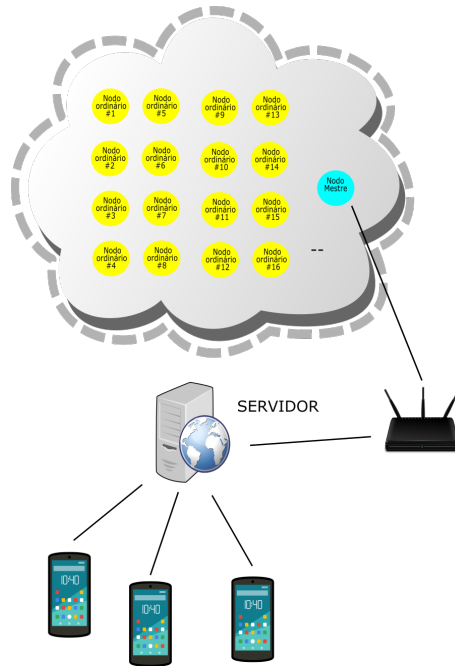 Nodo
ordinário
#1
Nodo
ordinário
#5
Nodo
ordinário
#9
Nodo
ordinário
#13
Nodo
ordinário
#2
Nodo
ordinário
#6
Nodo
ordinário
#10
Nodo
ordinário
#14
Nodo
Mestre
Nodo
ordinário
#3
Nodo
ordinário
#7
Nodo
ordinário
#11
Nodo
ordinário
#15
Nodo
ordinário
#4
Nodo
ordinário
#8
Nodo
ordinário
#12
Nodo
ordinário
#16
--
SERVIDOR
10:40
10:40
10:40